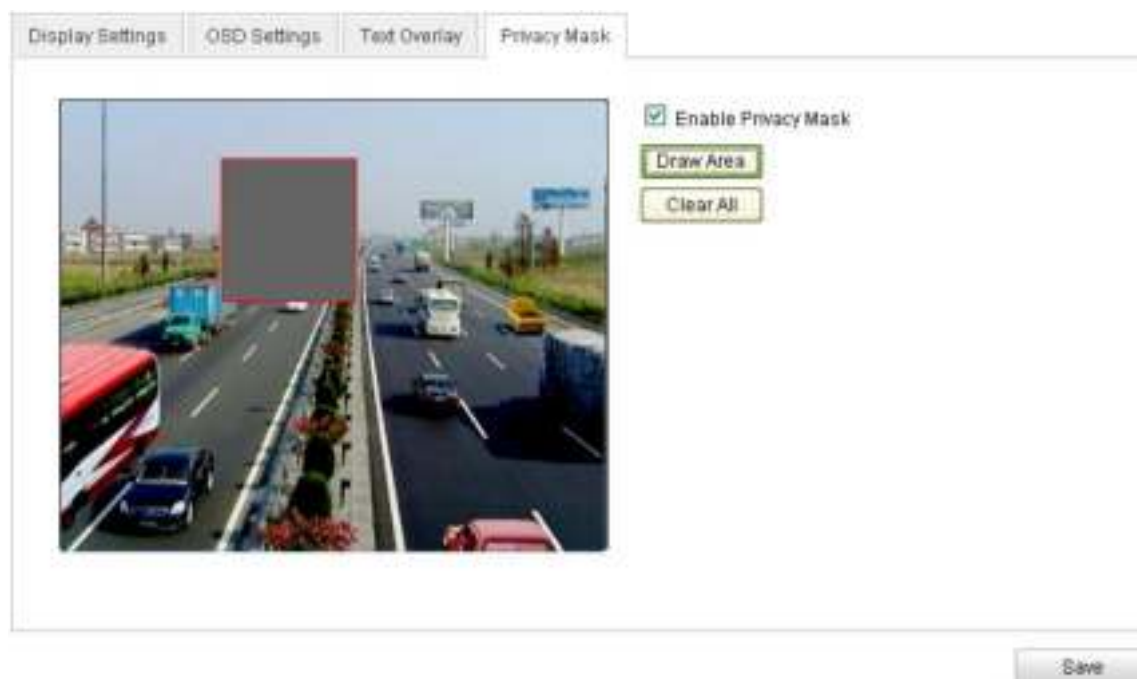 Display Settings
OSD Settings
Text Overlay
Privacy Mask
Enable Privacy Mask
Draw Area
Clear All
Save